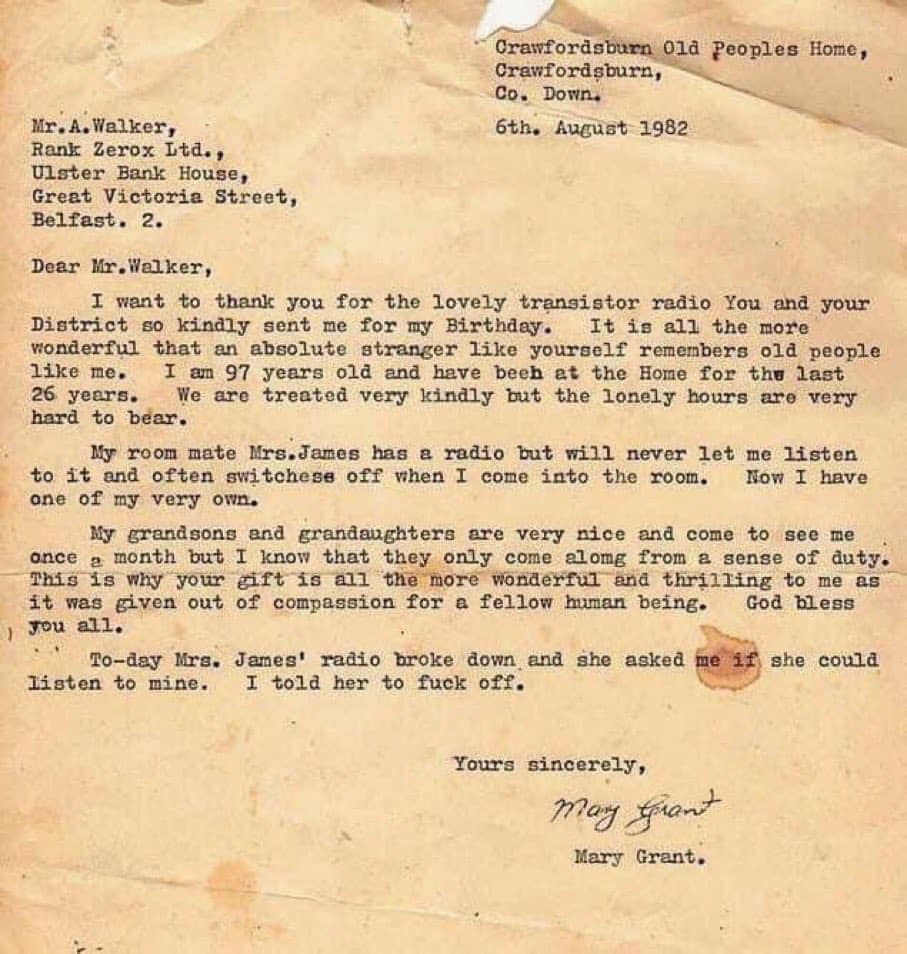 Crawfordsburn Old Peoples Home,
Crawfordsburn,
Co. Down.
6th. August 1982
Mr.A.Walker,
Rank Zerox Ltd.,
Ulster Bank House,
Great Victoria Street,
Belfast. 2.
Dear Mr.Walker,
I want to thank you for the lovely transistor radio You and your
District so kindly sent me for my Birthday. It is all the more
wonderful that an absolute stranger like yourself remembers old people
like me. I am 97 years old and have beeh at the Home for the last
26 years. We are treated very kindly but the lonely hours are very
hard to bear.
My room mate Mrs.James has a radio but will never let me listen
to it and often switchese off when I come into the room. Now I have
one of my very own.
My grandsons and grandaughters are very nice and come to see me
once a month but I know that they only come alomg from a sense of duty.
This is why your gift is all the more wonderful and thrilling to me as
it was given out of compassion for a fellow human being. God bless
you all.
To-day Mrs. James' radio broke down and she asked me if she could
listen to mine. I told her to fuck off.
Yours sincerely,
Mary Grant
Mary Grant.